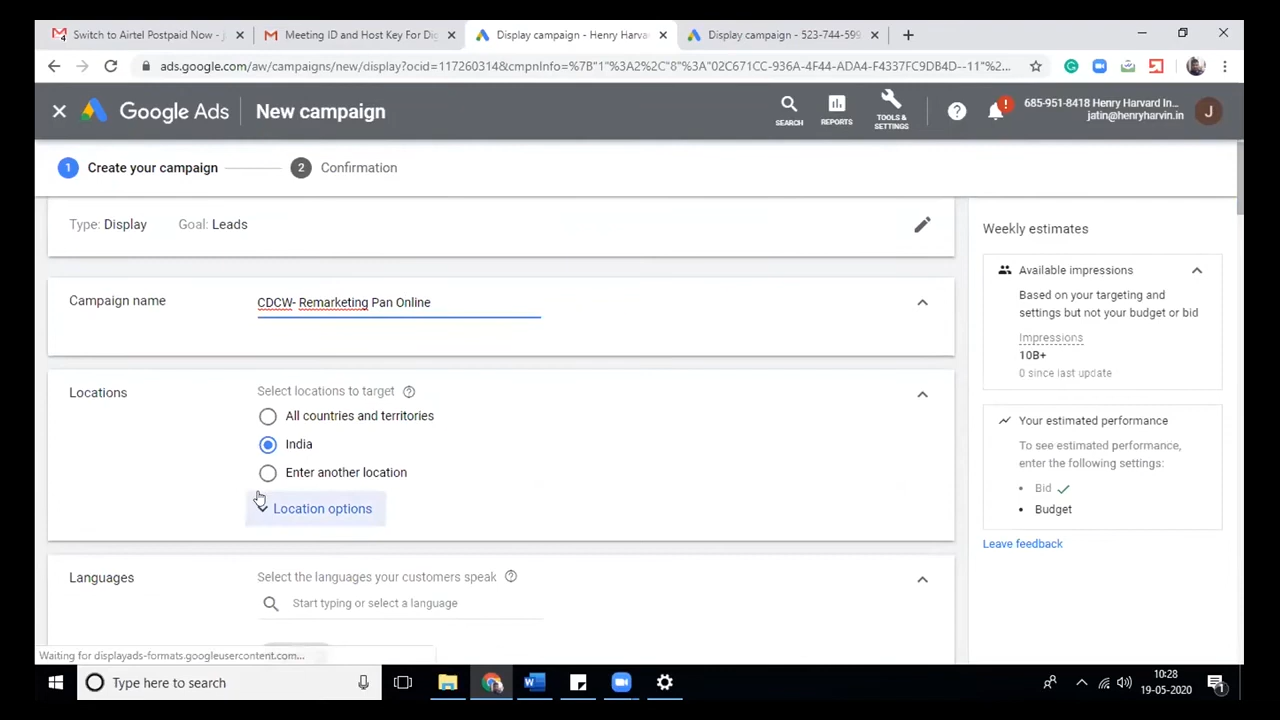 4
Switch to Airtel Postpaid Now - J
Meeting ID and Host Key For Dig
Display campaign - Henry Harva
Display campaign - 523-744-599
ads.google.com/aw/campaigns/new/display?ocid=117260314&cmpnInfo=%7B"1"%3A2%2C"8"%3A"02C671CC-936A-4F44-ADA4-F4337FC9DB4D--11"%2...
Google Ads
New campaign
SEARCH
REPORTS
TOOLS &
SETTINGS
685-951-8418 Henry Harvard In...
jatin@henryharvin.in
J
1 Create your campaign
2 Confirmation
Type: Display Goal: Leads
Campaign name
CDCW- Remarketing Pan Online
Locations
Select locations to target
All countries and territories
India
Enter another location
Location options
Languages
Select the languages your customers speak
Start typing or select a language
Weekly estimates
Available impressions
Based on your targeting and
settings but not your budget or bid
Impressions
10B+
0 since last update
Your estimated performance
To see estimated performance,
enter the following settings:
• Bid
• Budget
Leave feedback
Waiting for displayads-formats.googleusercontent.com...
Type here to search
10:28
19-05-2020
1